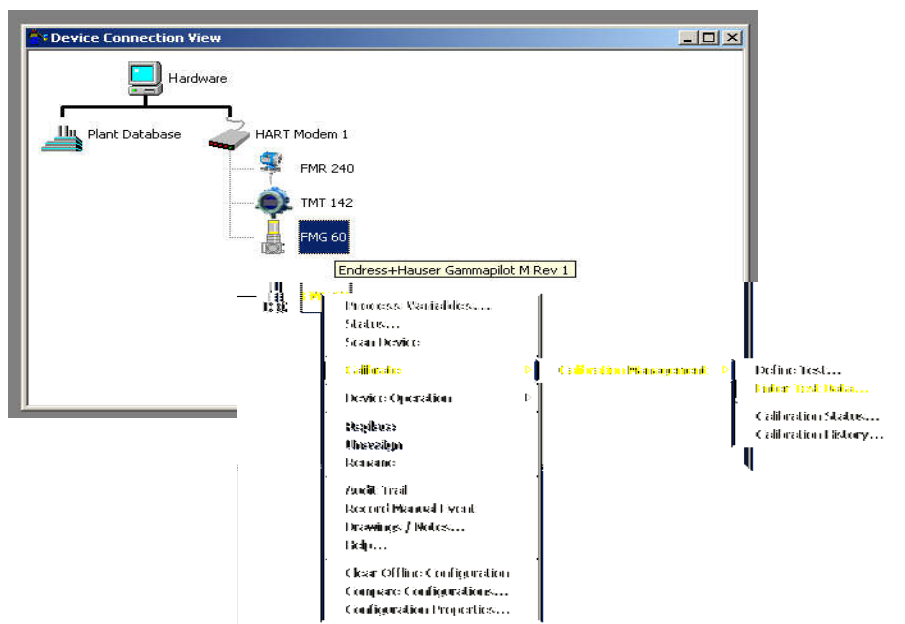 Device Connection View
Hardware
Plant Database
HART Modem 1
FMR 240
TMT 142
FMG 60
Endress+Hauser Gammapilot M Rev 1
Process Variables...
Status...
Scan Device
Calibrate
Calibration Management
Define Test...
Enter Test Data...
Device Operation
Calibration Status...
Calibration History...
Replace
Unassign
Rename
Audit Trail
Record Manual Event
Drawings / Notes...
Help...
Clear Offline Configuration
Compare Configurations...
Configuration Properties...